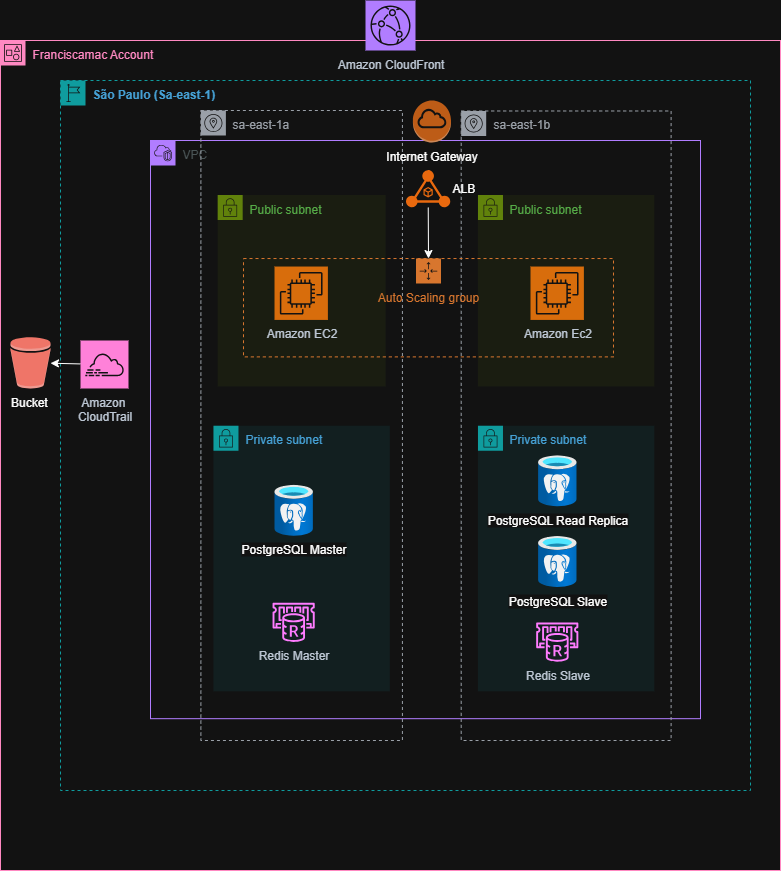 Franciscamac Account
Amazon CloudFront
São Paulo (Sa-east-1)
sa-east-1a
sa-east-1b
VPC
Internet Gateway
ALB
Public subnet
Public subnet
Auto Scaling group
Amazon EC2
Amazon Ec2
Bucket
Amazon
CloudTrail
Private subnet
Private subnet
PostgreSQL Master
PostgreSQL Read Replica
PostgreSQL Slave
R
Redis Master
R
Redis Slave